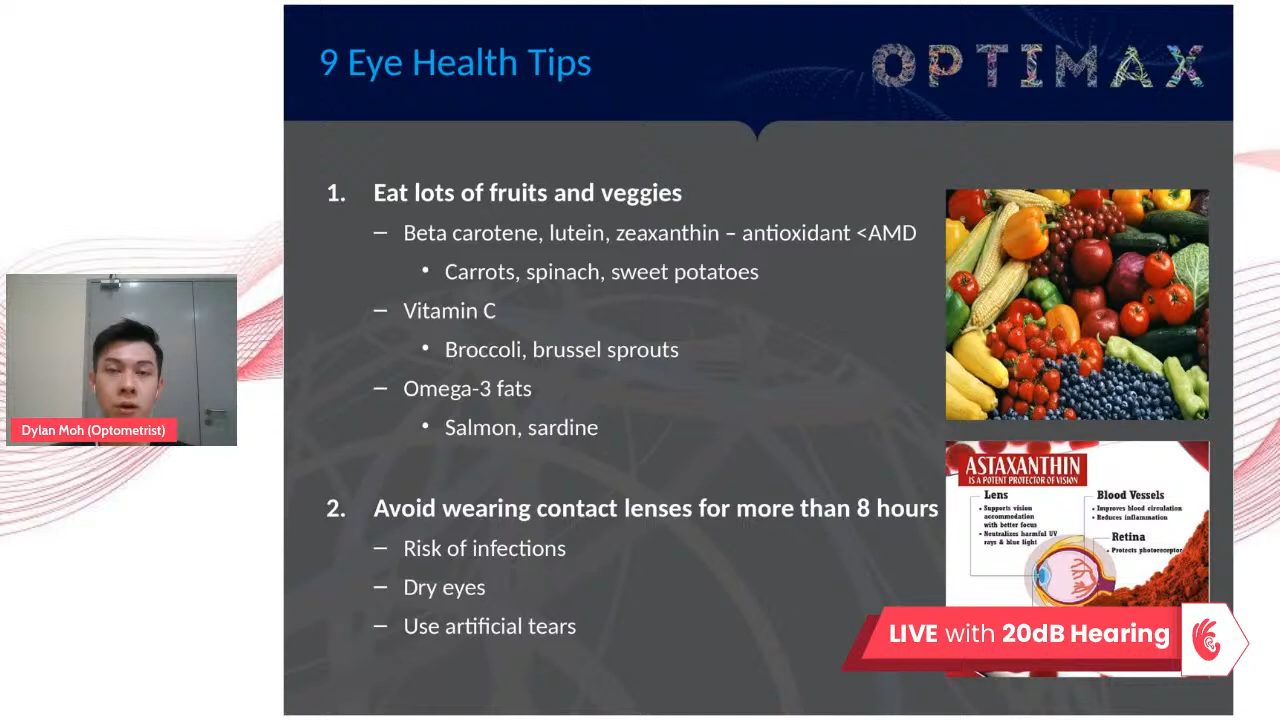 9 Eye Health Tips
OPTIMAX
1. Eat lots of fruits and veggies
– Beta carotene, lutein, zeaxanthin – antioxidant <AMD
• Carrots, spinach, sweet potatoes
– Vitamin C
• Broccoli, brussel sprouts
– Omega-3 fats
• Salmon, sardine
2. Avoid wearing contact lenses for more than 8 hours
– Risk of infections
– Dry eyes
– Use artificial tears
ASTAXANTHIN
IS A POTENT PROTECTOR OF VISION
Lens
• Supports vision
accommodation
with better focus
• Neutralizes harmful UV
rays & blue light
Blood Vessels
• Improves blood circulation
• Reduces inflammation
Retina
• Protects photoreceptor
Dylan Moh (Optometrist)
LIVE with 20dB Hearing